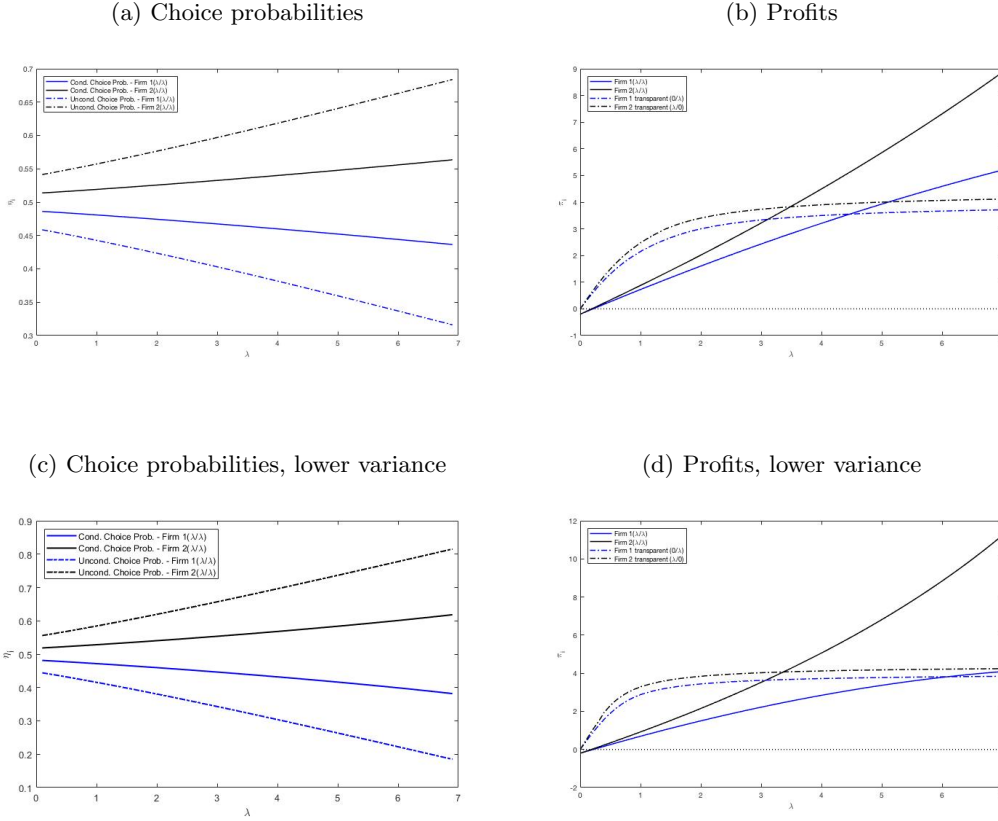 (a) Choice probabilities
(b) Profits
0.7
0.65
0.6
0.55
0.5
0.45
0.4
0.35
0.3
η_i
Cond. Choice Prob. - Firm 1(λ/λ)
Cond. Choice Prob. - Firm 2(λ/λ)
Uncond. Choice Prob. - Firm 1(λ/λ)
Uncond. Choice Prob. - Firm 2(λ/λ)
0 1 2 3 4 5 6 7
λ
9
8
7
6
5
4
3
2
1
0
-1
π_i
Firm 1(λ/λ)
Firm 2(λ/λ)
Firm 1 transparent (0/λ)
Firm 2 transparent (λ/0)
0 1 2 3 4 5 6
λ
(c) Choice probabilities, lower variance
(d) Profits, lower variance
0.9
0.8
0.7
0.6
0.5
0.4
0.3
0.2
0.1
η_i
Cond. Choice Prob. - Firm 1(λ/λ)
Cond. Choice Prob. - Firm 2(λ/λ)
Uncond. Choice Prob. - Firm 1(λ/λ)
Uncond. Choice Prob. - Firm 2(λ/λ)
0 1 2 3 4 5 6 7
λ
12
10
8
6
4
2
0
-2
π_i
Firm 1(λ/λ)
Firm 2(λ/λ)
Firm 1 transparent (0/λ)
Firm 2 transparent (λ/0)
0 1 2 3 4 5 6
λ